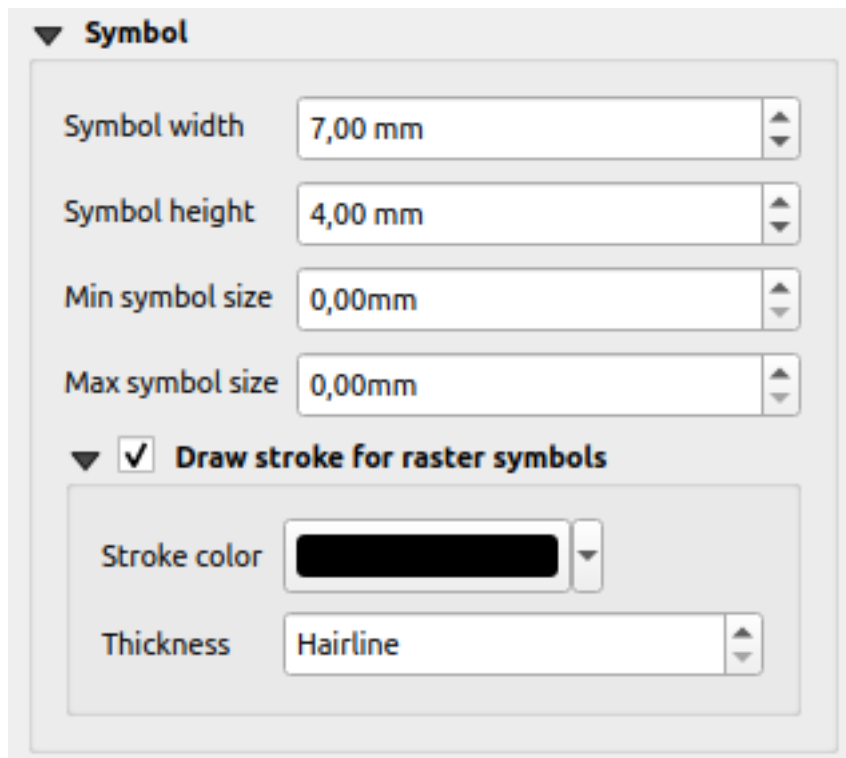 Symbol
Symbol width 7,00 mm
Symbol height 4,00 mm
Min symbol size 0,00mm
Max symbol size 0,00mm
Draw stroke for raster symbols
Stroke color
Thickness Hairline